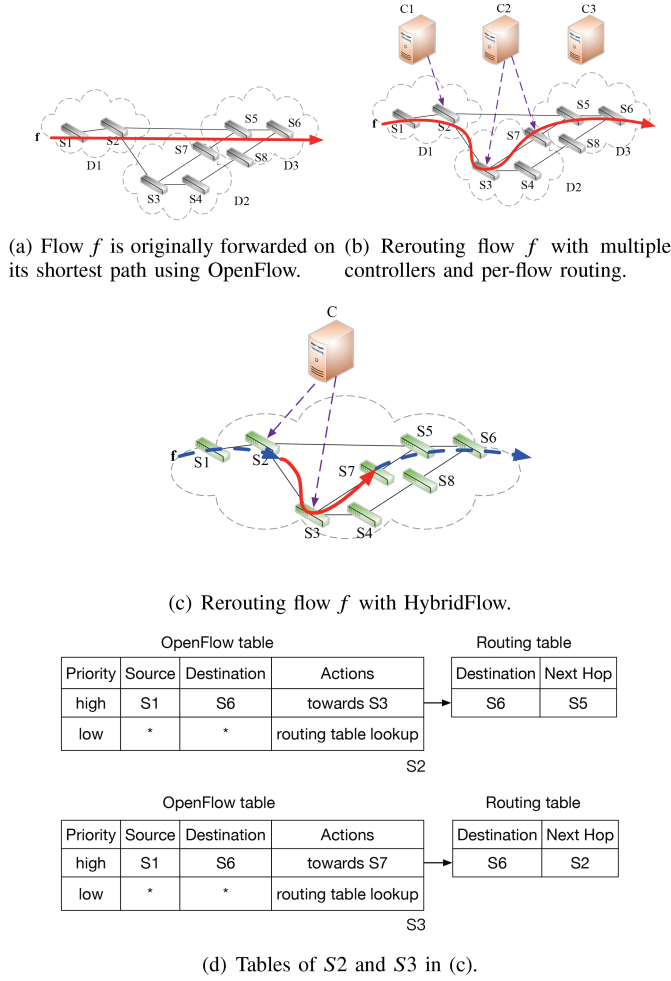 C1 C2 C3
f S1 S2 S5 S6 S7 S8 D1 D3 S3 S4 D2
f S1 S2 S5 S6 S7 S8 D1 D3 S3 S4 D2
(a) Flow f is originally forwarded on
its shortest path using OpenFlow.
(b) Rerouting flow f with multiple
controllers and per-flow routing.
C
f S1 S2 S5 S6 S7 S8 S3 S4
(c) Rerouting flow f with HybridFlow.
OpenFlow table Routing table
Priority Source Destination Actions Destination Next Hop
high S1 S6 towards S3 S6 S5
low * * routing table lookup
S2
OpenFlow table Routing table
Priority Source Destination Actions Destination Next Hop
high S1 S6 towards S7 S6 S2
low * * routing table lookup
S3
(d) Tables of S2 and S3 in (c).